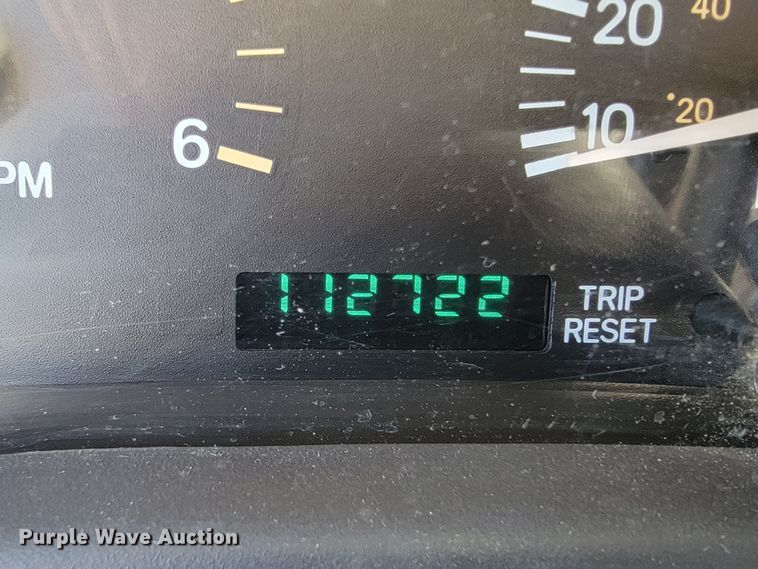 20 40
10 20
6
PM
112722
TRIP
RESET
Purple Wave Auction